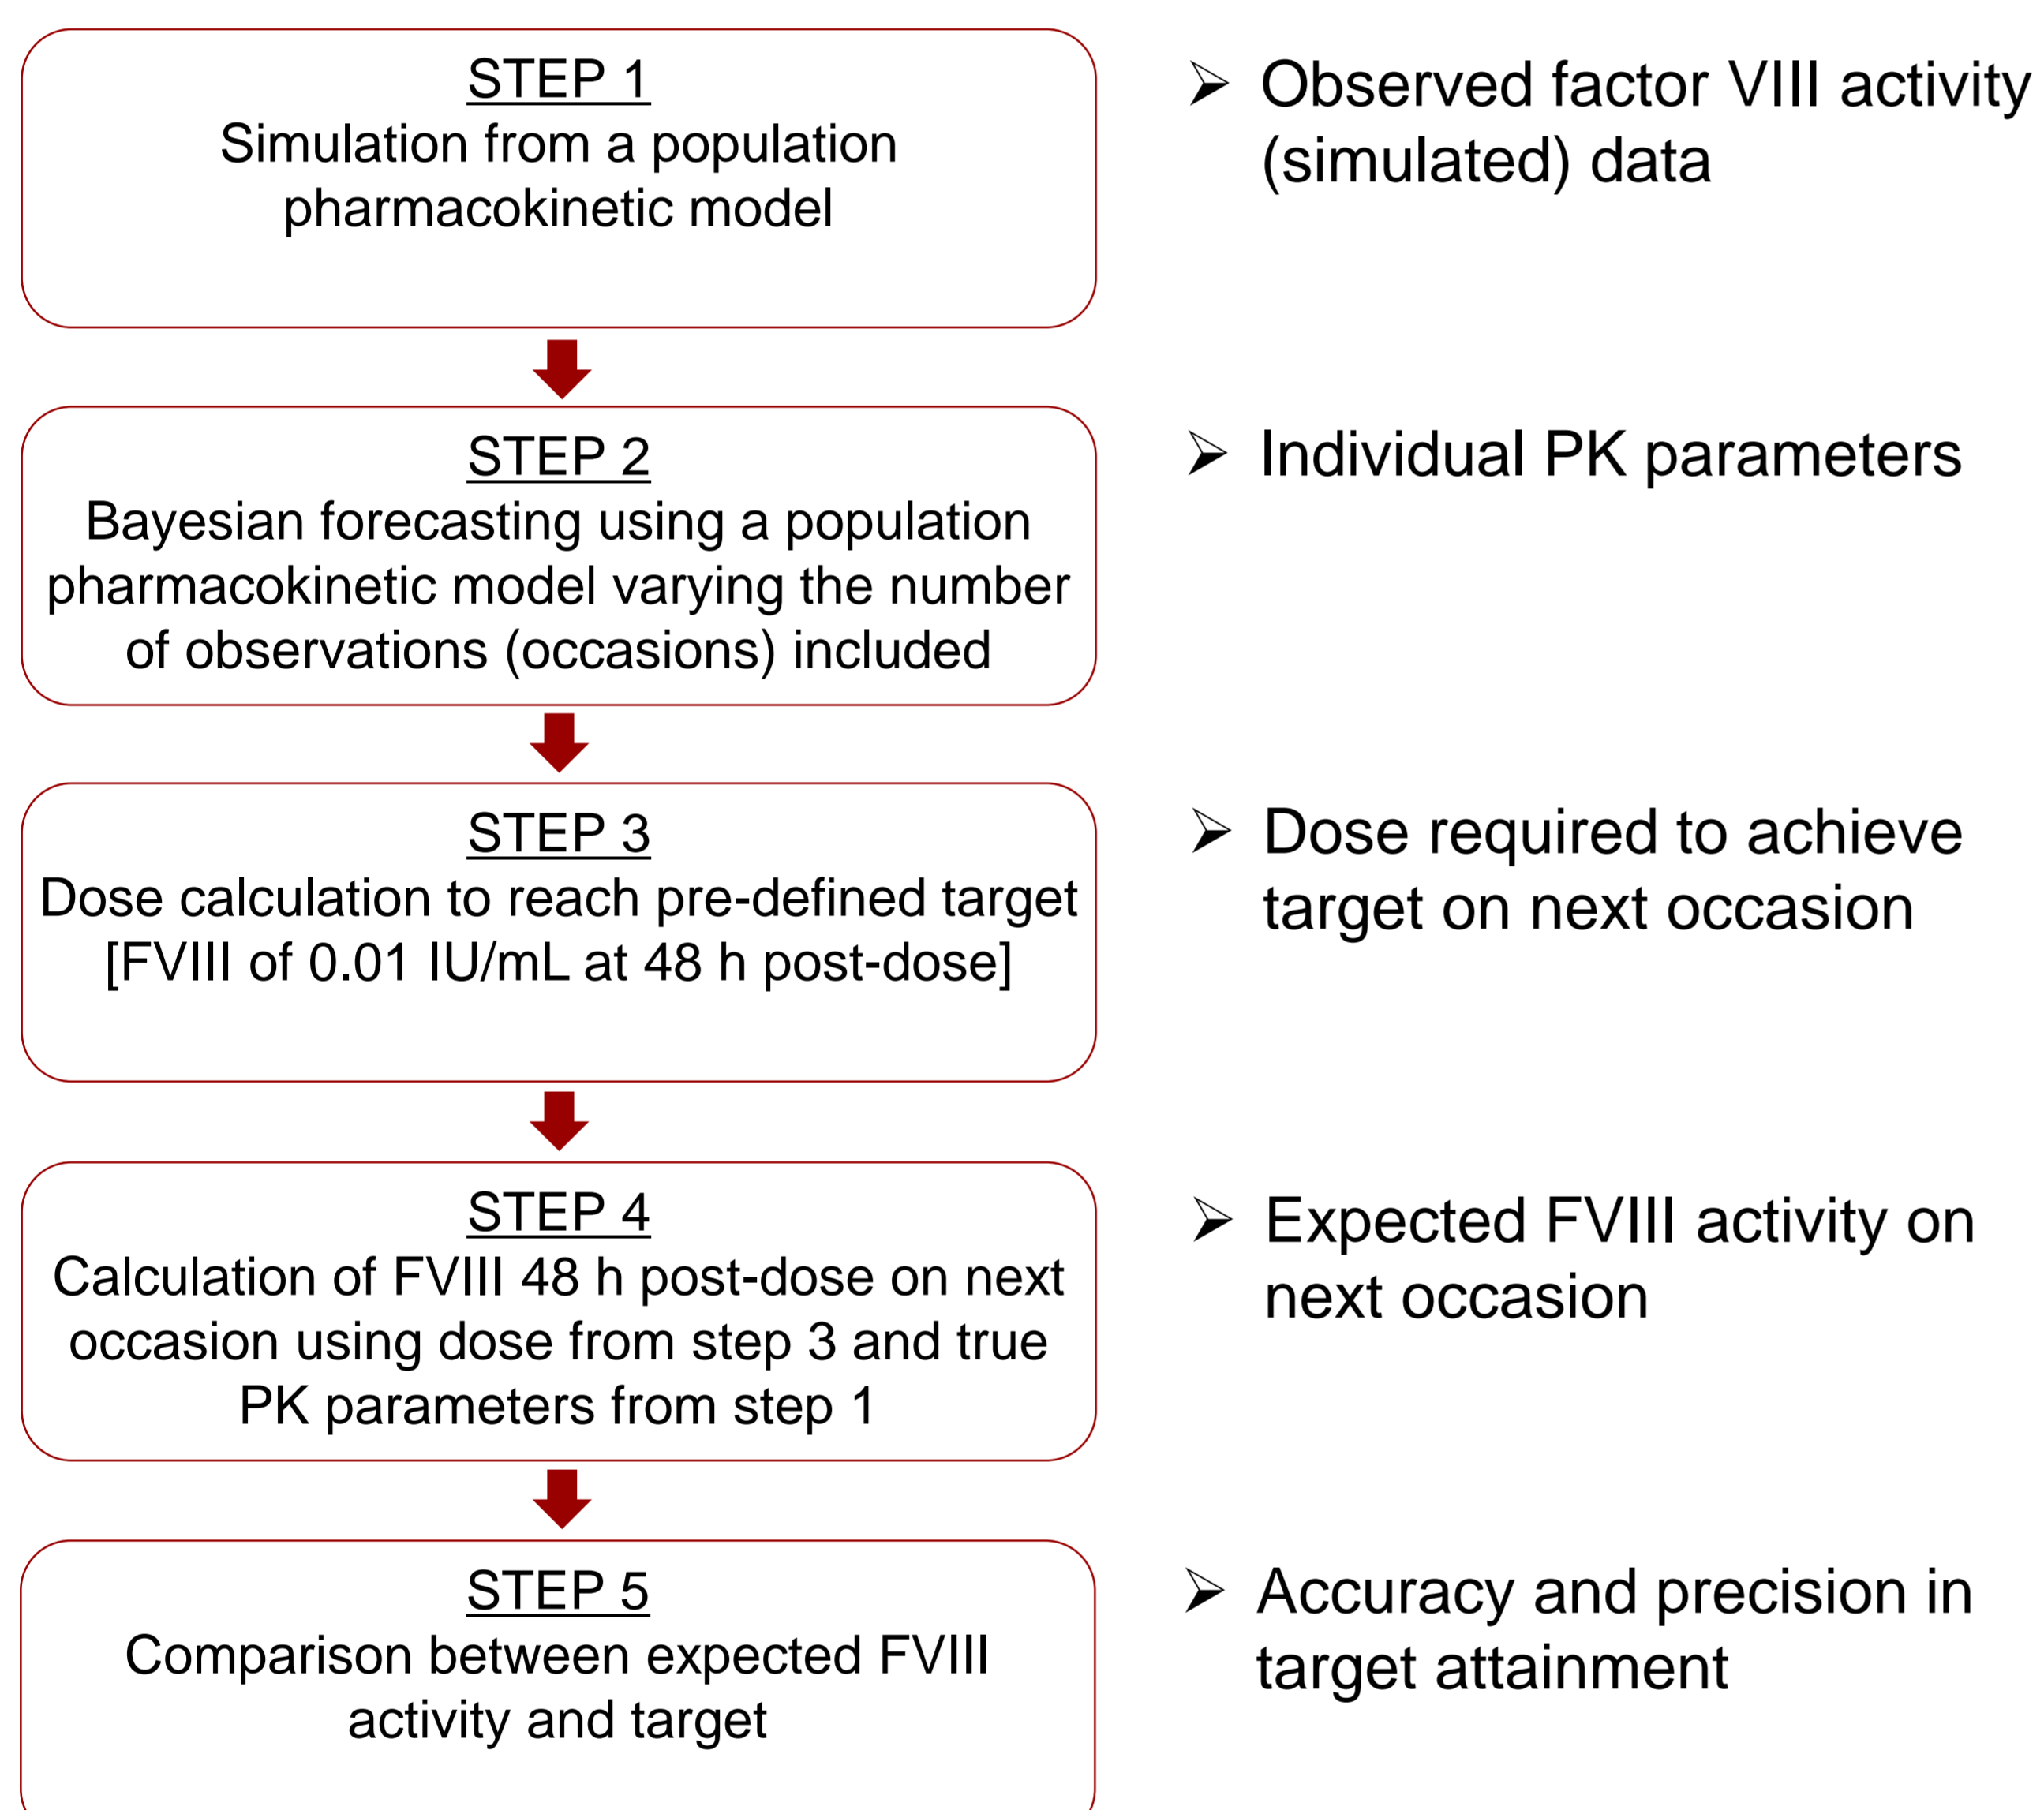 STEP 1
Simulation from a population
pharmacokinetic model
➢ Observed factor VIII activity
(simulated) data
STEP 2
Bayesian forecasting using a population
pharmacokinetic model varying the number
of observations (occasions) included
➢ Individual PK parameters
STEP 3
Dose calculation to reach pre-defined target
[FVIII of 0.01 IU/mL at 48 h post-dose]
➢ Dose required to achieve
target on next occasion
STEP 4
Calculation of FVIII 48 h post-dose on next
occasion using dose from step 3 and true
PK parameters from step 1
➢ Expected FVIII activity on
next occasion
STEP 5
Comparison between expected FVIII
activity and target
➢ Accuracy and precision in
target attainment